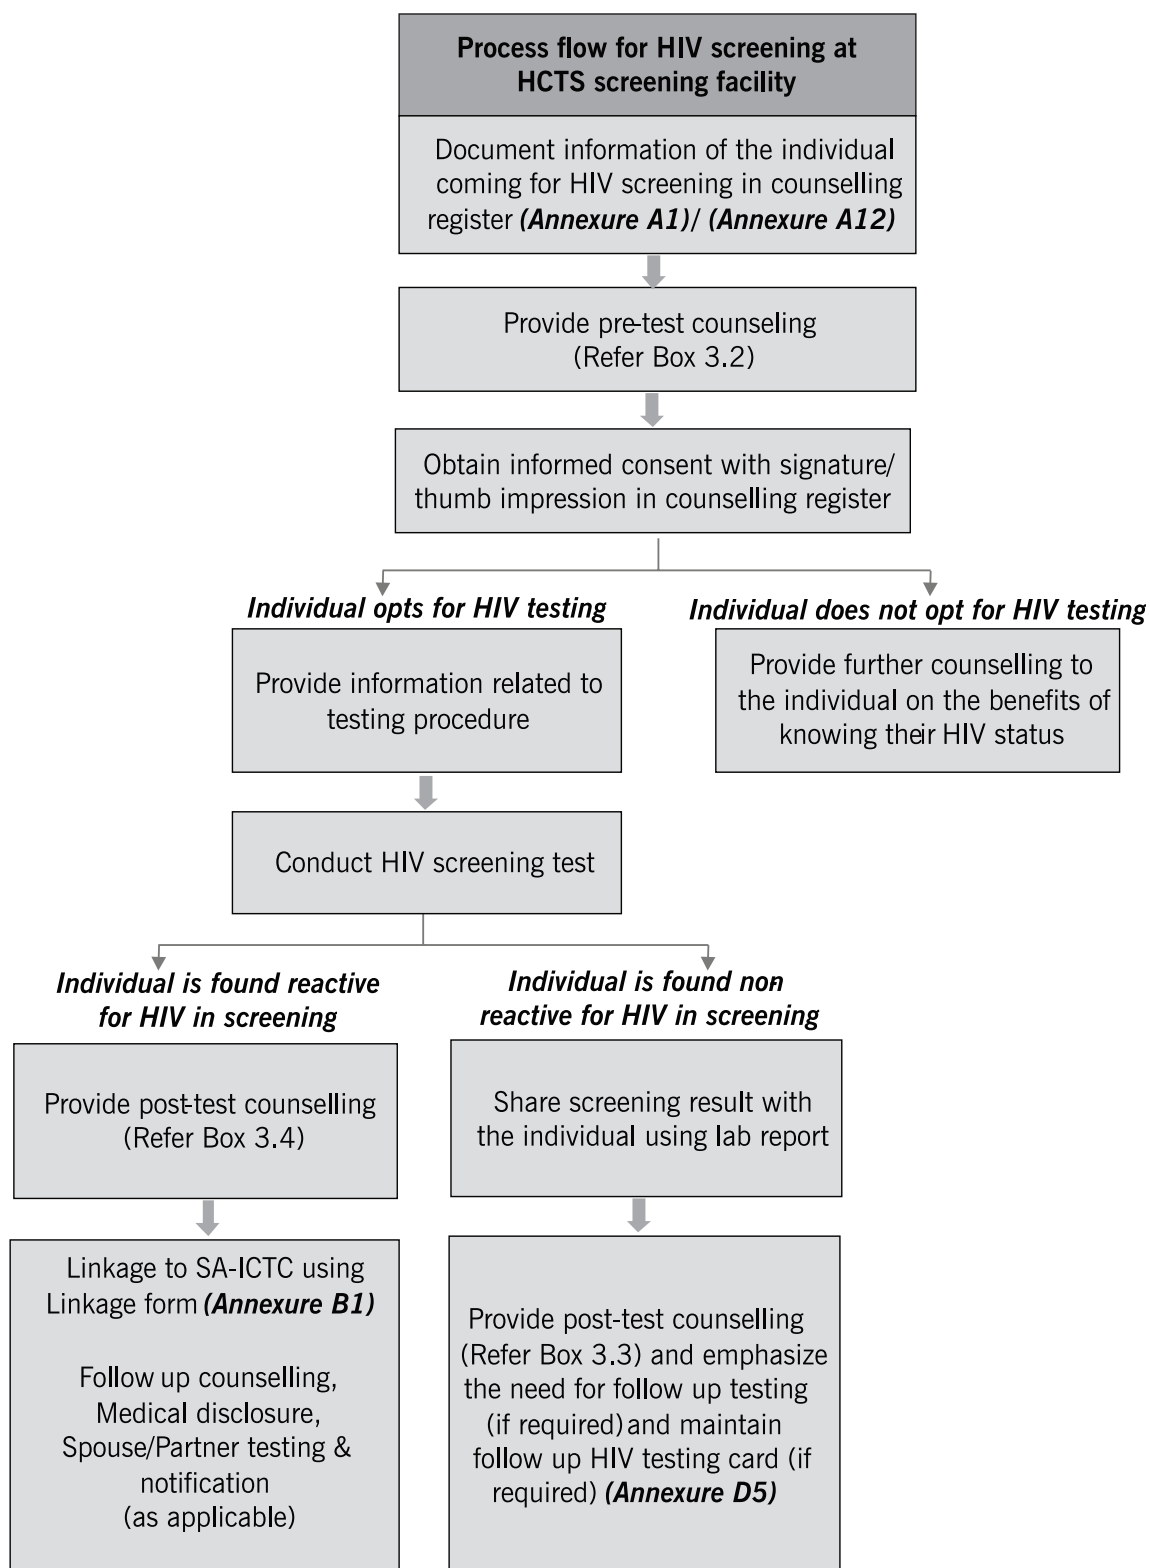 Process flow for HIV screening at
HCTS screening facility
Document information of the individual
coming for HIV screening in counselling
register (Annexure A1)/ (Annexure A12)
Provide pre-test counseling
(Refer Box 3.2)
Obtain informed consent with signature/
thumb impression in counselling register
Individual opts for HIV testing
Provide information related to
testing procedure
Individual does not opt for HIV testing
Provide further counselling to
the individual on the benefits of
knowing their HIV status
Conduct HIV screening test
Individual is found reactive
for HIV in screening
Provide post-test counselling
(Refer Box 3.4)
Linkage to SA-ICTC using
Linkage form (Annexure B1)
Follow up counselling,
Medical disclosure,
Spouse/Partner testing &
notification
(as applicable)
Individual is found non
reactive for HIV in screening
Share screening result with
the individual using lab report
Provide post-test counselling
(Refer Box 3.3) and emphasize
the need for follow up testing
(if required) and maintain
follow up HIV testing card (if
required) (Annexure D5)